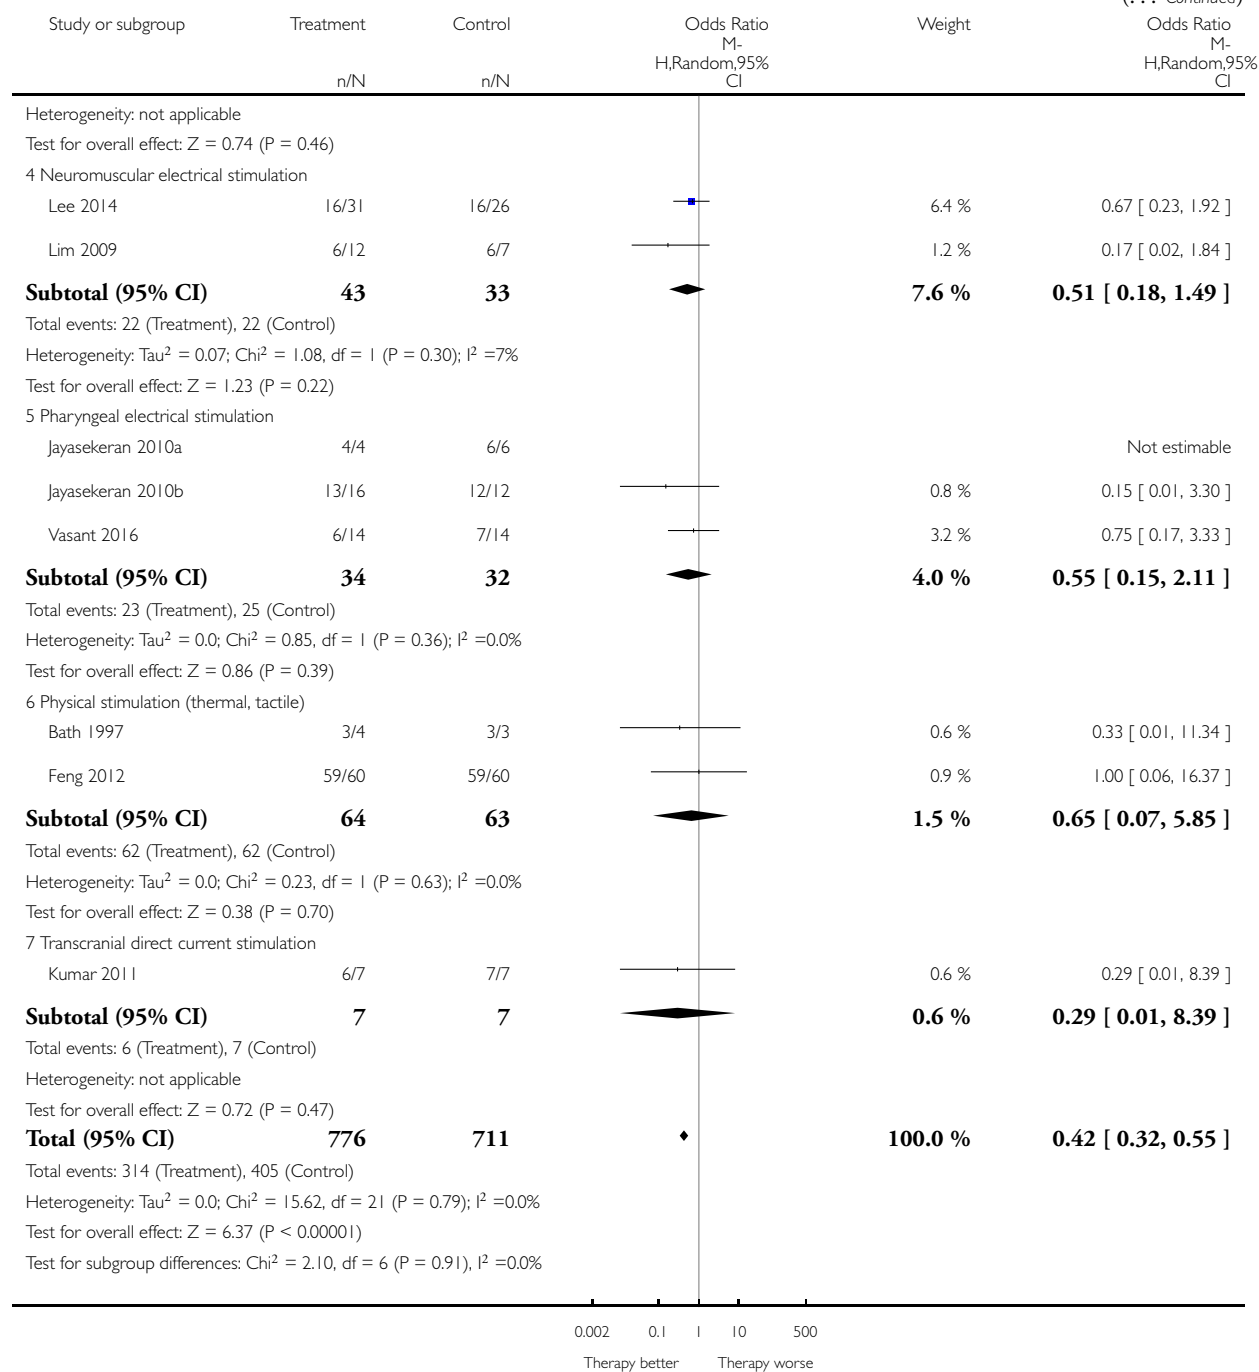 (. . . Continued)
Study or subgroup Treatment Control Odds Ratio Weight Odds Ratio
M-H,Random,95% CI M-H,Random,95% CI
n/N n/N
Heterogeneity: not applicable
Test for overall effect: Z = 0.74 (P = 0.46)
4 Neuromuscular electrical stimulation
Lee 2014 16/31 16/26 6.4 % 0.67 [ 0.23, 1.92 ]
Lim 2009 6/12 6/7 1.2 % 0.17 [ 0.02, 1.84 ]
Subtotal (95% CI) 43 33 7.6 % 0.51 [ 0.18, 1.49 ]
Total events: 22 (Treatment), 22 (Control)
Heterogeneity: Tau² = 0.07; Chi² = 1.08, df = 1 (P = 0.30); I² =7%
Test for overall effect: Z = 1.23 (P = 0.22)
5 Pharyngeal electrical stimulation
Jayasekeran 2010a 4/4 6/6 Not estimable
Jayasekeran 2010b 13/16 12/12 0.8 % 0.15 [ 0.01, 3.30 ]
Vasant 2016 6/14 7/14 3.2 % 0.75 [ 0.17, 3.33 ]
Subtotal (95% CI) 34 32 4.0 % 0.55 [ 0.15, 2.11 ]
Total events: 23 (Treatment), 25 (Control)
Heterogeneity: Tau² = 0.0; Chi² = 0.85, df = 1 (P = 0.36); I² =0.0%
Test for overall effect: Z = 0.86 (P = 0.39)
6 Physical stimulation (thermal, tactile)
Bath 1997 3/4 3/3 0.6 % 0.33 [ 0.01, 11.34 ]
Feng 2012 59/60 59/60 0.9 % 1.00 [ 0.06, 16.37 ]
Subtotal (95% CI) 64 63 1.5 % 0.65 [ 0.07, 5.85 ]
Total events: 62 (Treatment), 62 (Control)
Heterogeneity: Tau² = 0.0; Chi² = 0.23, df = 1 (P = 0.63); I² =0.0%
Test for overall effect: Z = 0.38 (P = 0.70)
7 Transcranial direct current stimulation
Kumar 2011 6/7 7/7 0.6 % 0.29 [ 0.01, 8.39 ]
Subtotal (95% CI) 7 7 0.6 % 0.29 [ 0.01, 8.39 ]
Total events: 6 (Treatment), 7 (Control)
Heterogeneity: not applicable
Test for overall effect: Z = 0.72 (P = 0.47)
Total (95% CI) 776 711 100.0 % 0.42 [ 0.32, 0.55 ]
Total events: 314 (Treatment), 405 (Control)
Heterogeneity: Tau² = 0.0; Chi² = 15.62, df = 21 (P = 0.79); I² =0.0%
Test for overall effect: Z = 6.37 (P < 0.00001)
Test for subgroup differences: Chi² = 2.10, df = 6 (P = 0.91), I² =0.0%
0.002 0.1 1 10 500
Therapy better Therapy worse